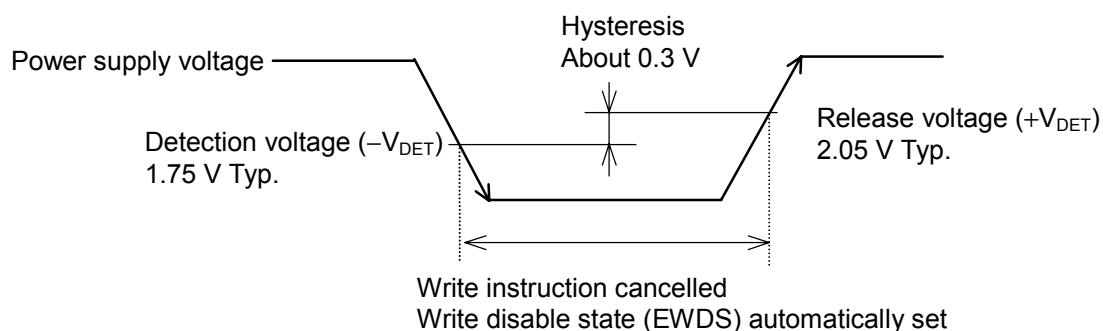 Hysteresis
About 0.3 V
Power supply voltage
Detection voltage (−VDET)
1.75 V Typ.
Release voltage (+VDET)
2.05 V Typ.
Write instruction cancelled
Write disable state (EWDS) automatically set